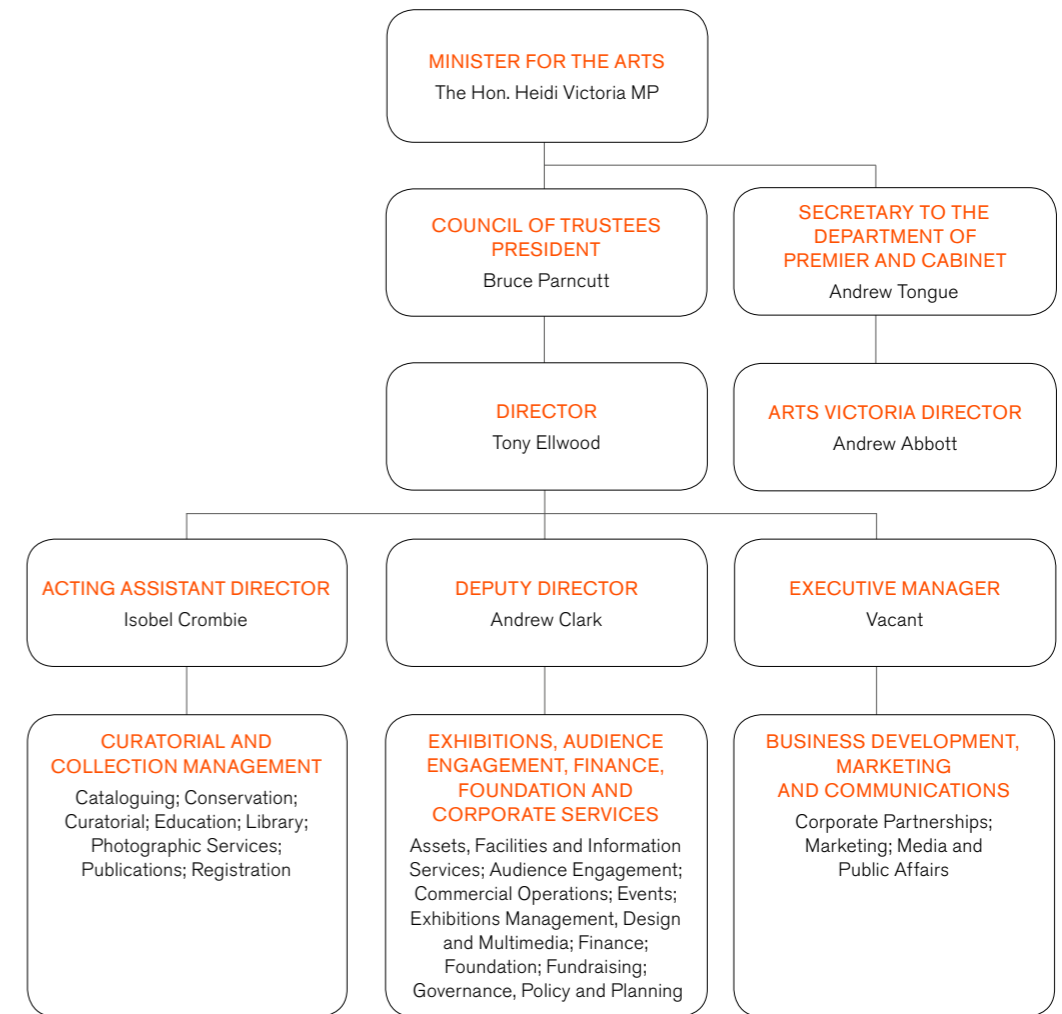 MINISTER FOR THE ARTS
The Hon. Heidi Victoria MP
COUNCIL OF TRUSTEES
PRESIDENT
Bruce Parncutt
SECRETARY TO THE
DEPARTMENT OF
PREMIER AND CABINET
Andrew Tongue
DIRECTOR
Tony Ellwood
ARTS VICTORIA DIRECTOR
Andrew Abbott
ACTING ASSISTANT DIRECTOR
Isobel Crombie
DEPUTY DIRECTOR
Andrew Clark
EXECUTIVE MANAGER
Vacant
CURATORIAL AND
COLLECTION MANAGEMENT
Cataloguing; Conservation;
Curatorial; Education; Library;
Photographic Services;
Publications; Registration
EXHIBITIONS, AUDIENCE
ENGAGEMENT, FINANCE,
FOUNDATION AND
CORPORATE SERVICES
Assets, Facilities and Information
Services; Audience Engagement;
Commercial Operations; Events;
Exhibitions Management, Design
and Multimedia; Finance;
Foundation; Fundraising;
Governance, Policy and Planning
BUSINESS DEVELOPMENT,
MARKETING
AND COMMUNICATIONS
Corporate Partnerships;
Marketing; Media and
Public Affairs